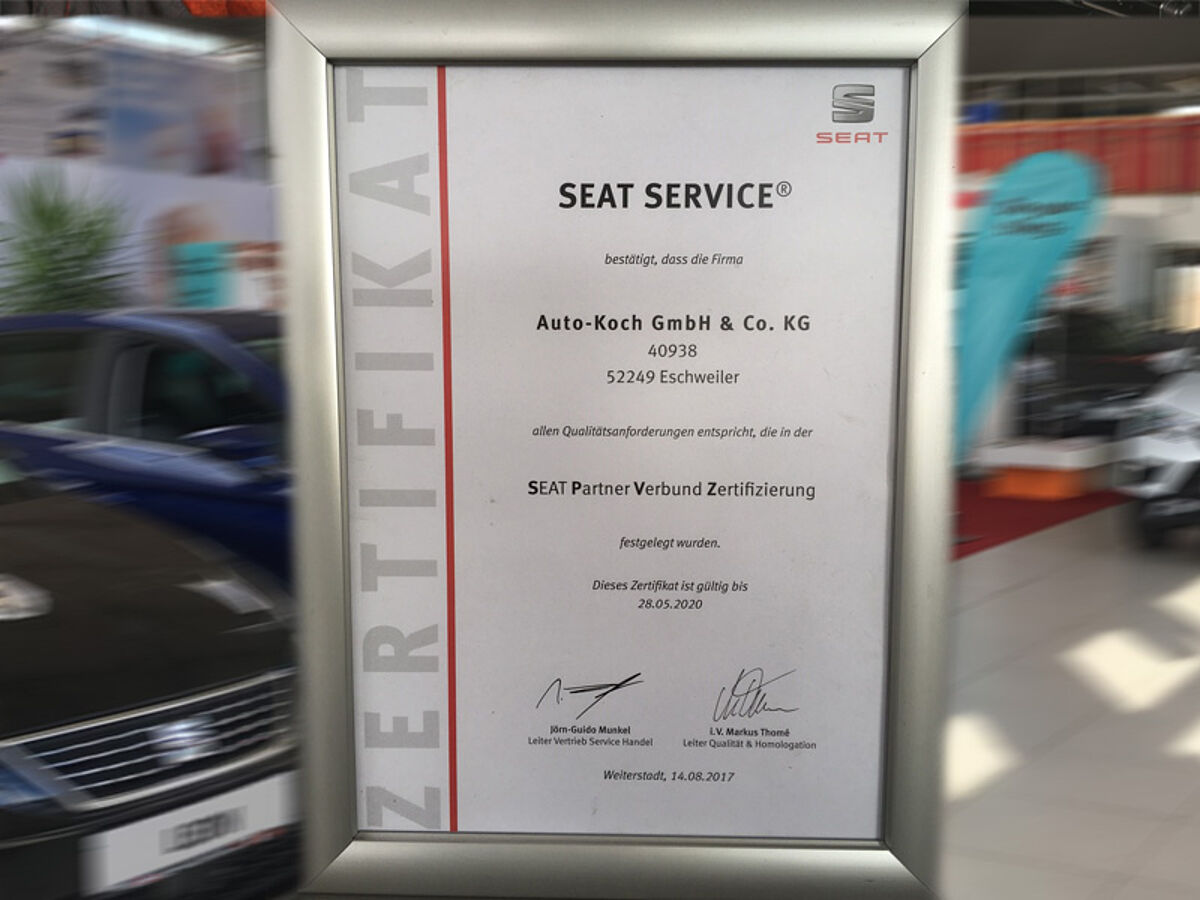 ZERTIFIKAT
SEAT
SEAT SERVICE®
bestätigt, dass die Firma
Auto-Koch GmbH & Co. KG
40938
52249 Eschweiler
allen Qualitätsanforderungen entspricht, die in der
SEAT Partner Verbund Zertifizierung
festgelegt wurden.
Dieses Zertifikat ist gültig bis
28.05.2020
Jörn-Guido Munkel
Leiter Vertrieb Service Handel
i.V. Markus Thomé
Leiter Qualität & Homologation
Weiterstadt, 14.08.2017